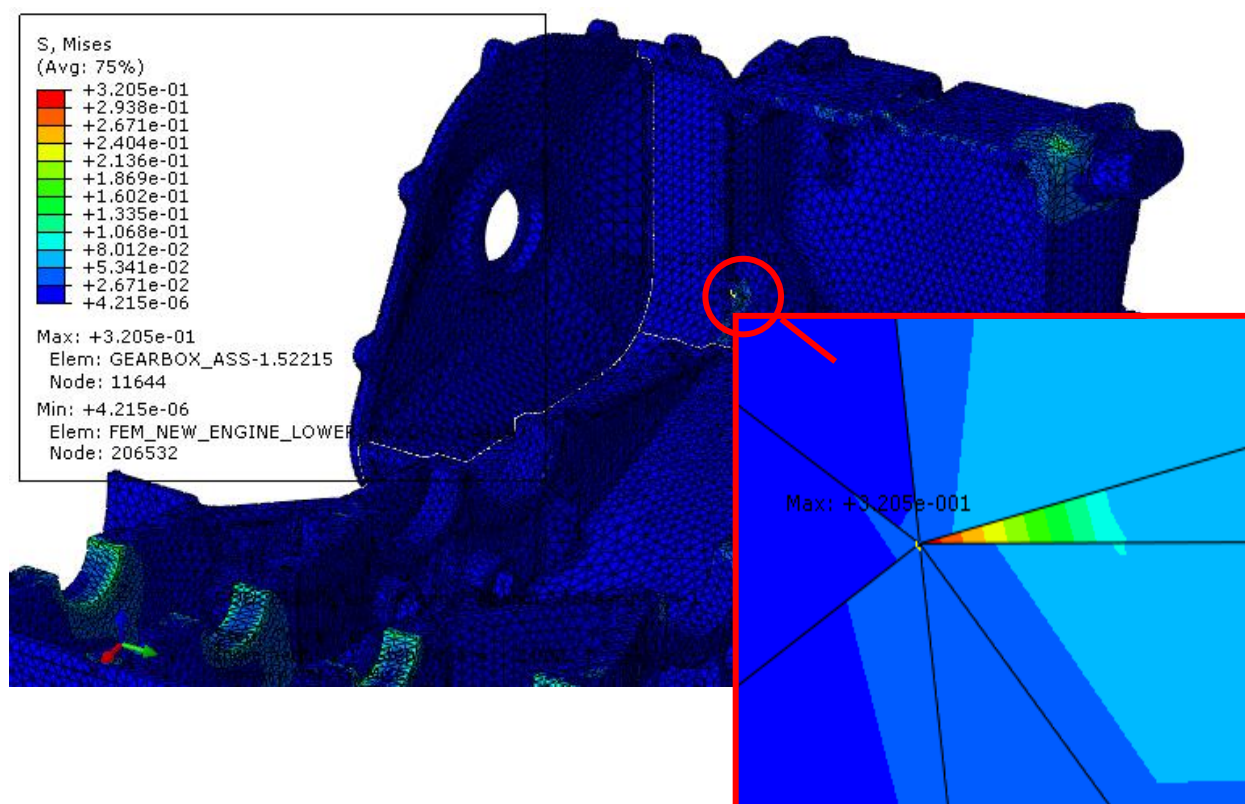 S, Mises
(Avg: 75%)
+3.205e-01
+2.938e-01
+2.671e-01
+2.404e-01
+2.136e-01
+1.869e-01
+1.602e-01
+1.335e-01
+1.068e-01
+8.012e-02
+5.341e-02
+2.671e-02
+4.215e-06
Max: +3.205e-01
Elem: GEARBOX_ASS-1.52215
Node: 11644
Min: +4.215e-06
Elem: FEM_NEW_ENGINE_LOWER
Node: 206532
Max: +3.205e-001